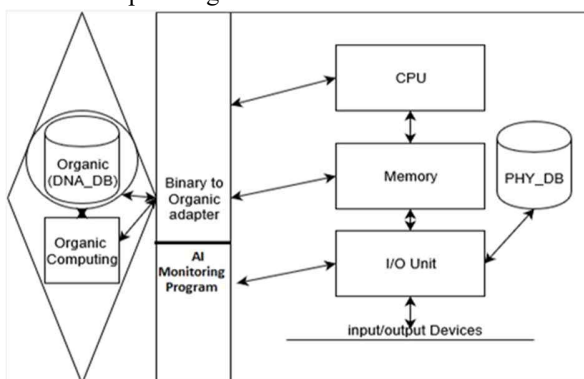 Organic
(DNA_DB)
Organic
Computing
Binary to
Organic
adapter
AI
Monitoring
Program
CPU
Memory
PHY_DB
I/O Unit
input/output Devices